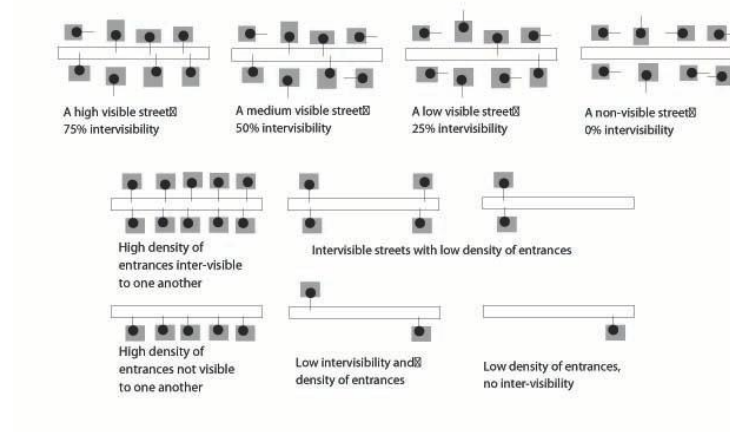 A high visible street☒
75% intervisibility
A medium visible street☒
50% intervisibility
A low visible street☒
25% intervisibility
A non-visible street☒
0% intervisibility
High density of
entrances inter-visible
to one another
Intervisible streets with low density of entrances
High density of
entrances not visible
to one another
Low intervisibility and☒
density of entrances
Low density of entrances,
no inter-visibility